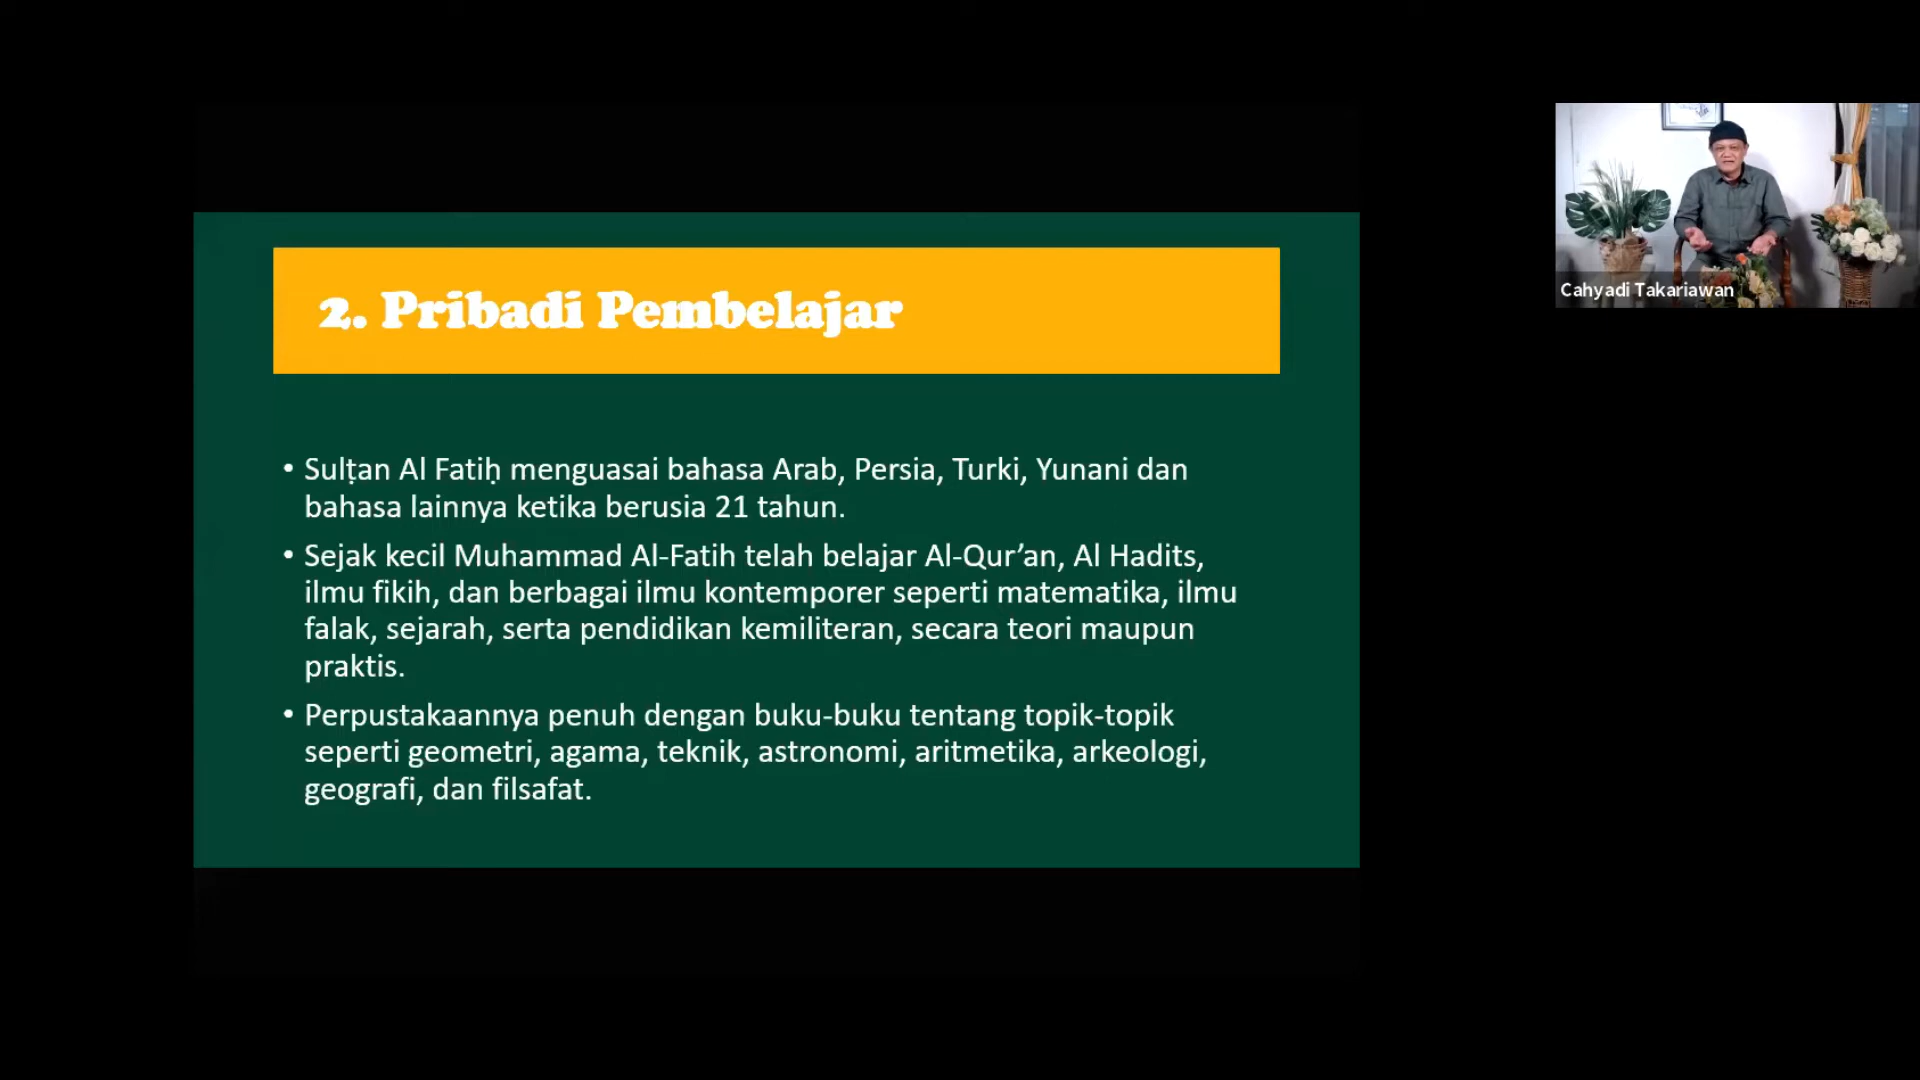 2. Pribadi Pembelajar
• Sulṭan Al Fatiḥ menguasai bahasa Arab, Persia, Turki, Yunani dan
bahasa lainnya ketika berusia 21 tahun.
• Sejak kecil Muhammad Al-Fatih telah belajar Al-Qur’an, Al Hadits,
ilmu fikih, dan berbagai ilmu kontemporer seperti matematika, ilmu
falak, sejarah, serta pendidikan kemiliteran, secara teori maupun
praktis.
• Perpustakaannya penuh dengan buku-buku tentang topik-topik
seperti geometri, agama, teknik, astronomi, aritmetika, arkeologi,
geografi, dan filsafat.
Cahyadi Takariawan